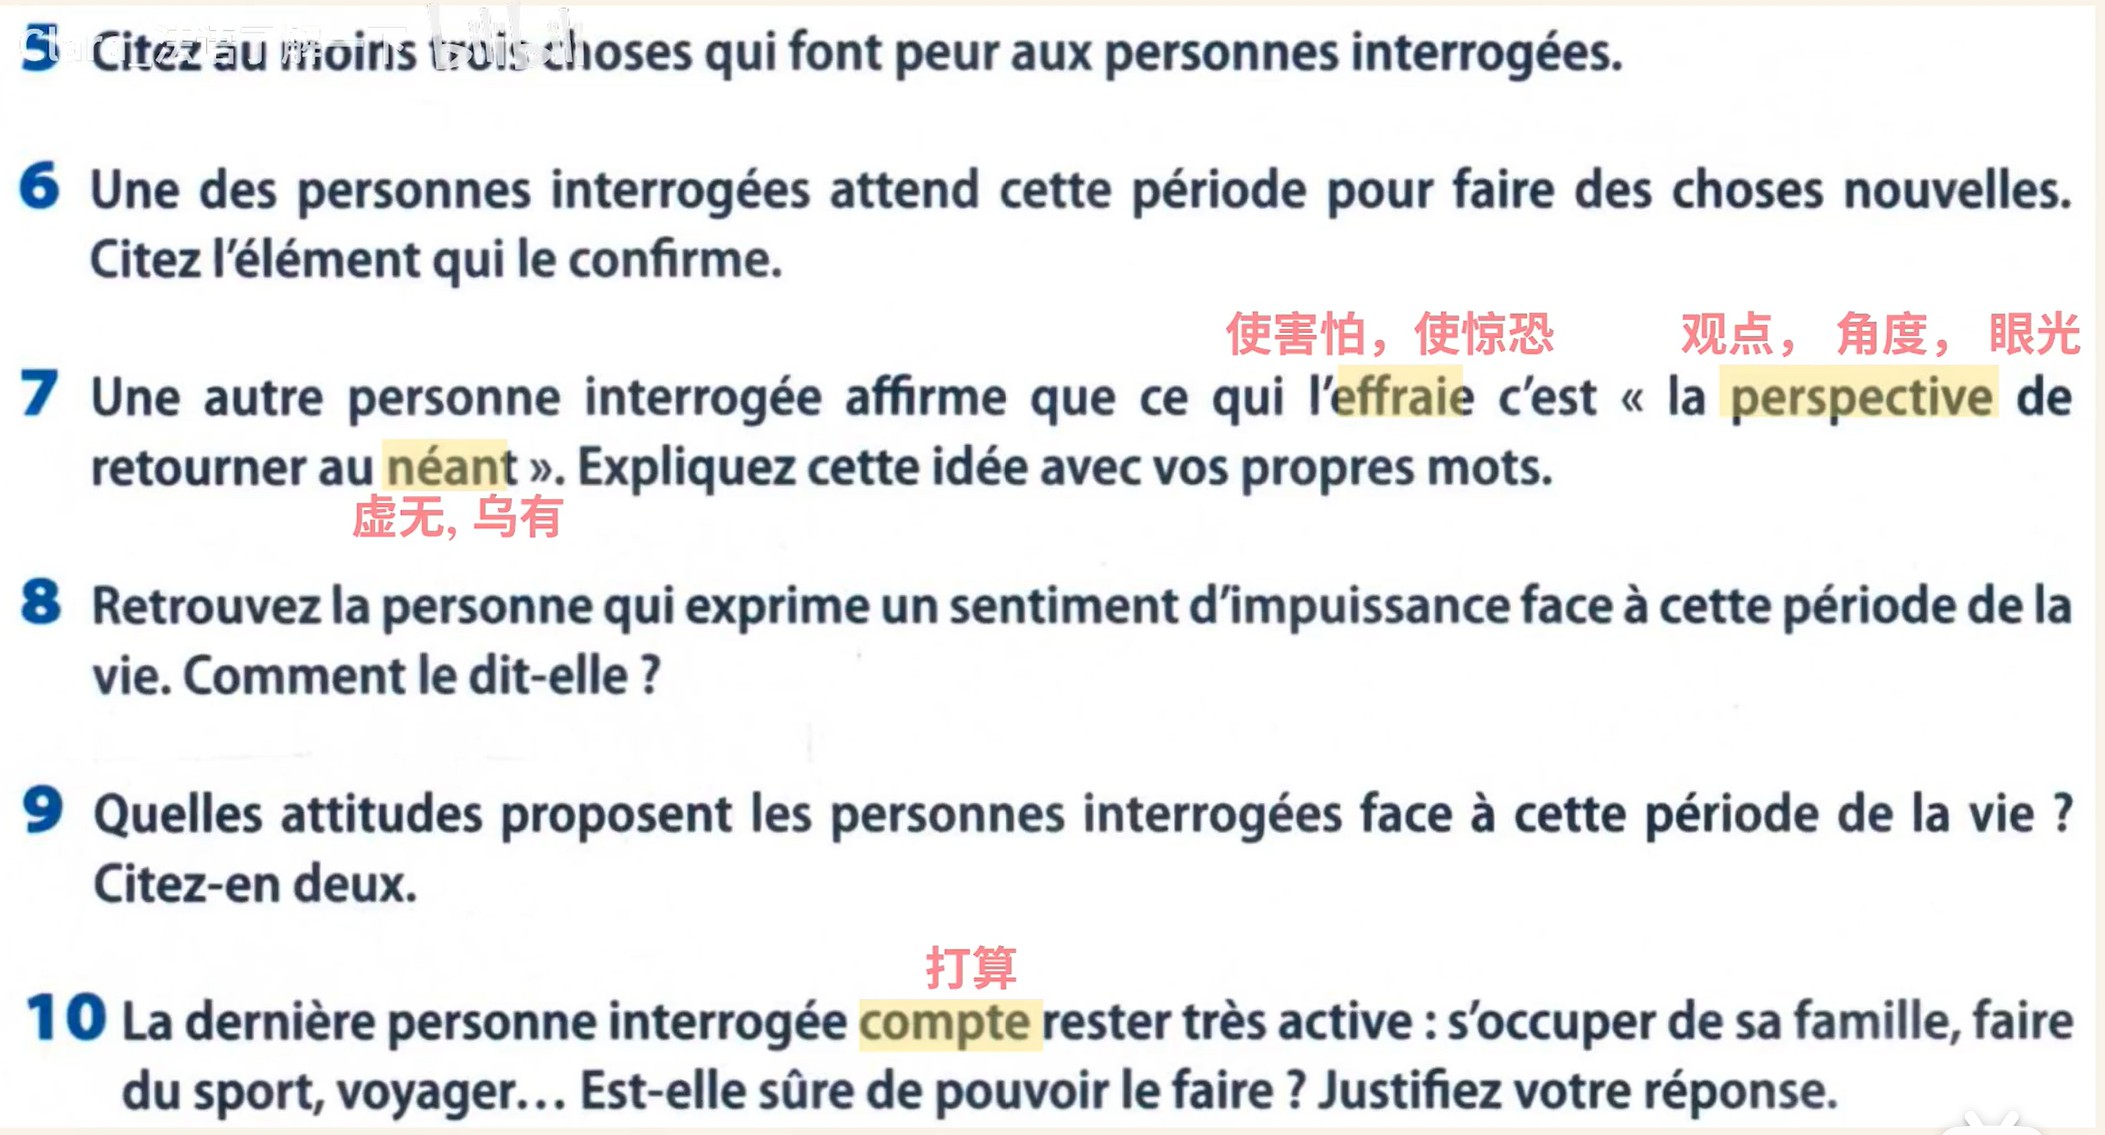 5 Citez au moins trois choses qui font peur aux personnes interrogées.
6 Une des personnes interrogées attend cette période pour faire des choses nouvelles.
Citez l’élément qui le confirme.
使害怕，使惊恐 观点， 角度， 眼光
7 Une autre personne interrogée affirme que ce qui l’effraie c’est « la perspective de
retourner au néant ». Expliquez cette idée avec vos propres mots.
虚无, 乌有
8 Retrouvez la personne qui exprime un sentiment d’impuissance face à cette période de la
vie. Comment le dit-elle ?
9 Quelles attitudes proposent les personnes interrogées face à cette période de la vie ?
Citez-en deux.
打算
10 La dernière personne interrogée compte rester très active : s’occuper de sa famille, faire
du sport, voyager… Est-elle sûre de pouvoir le faire ? Justifiez votre réponse.